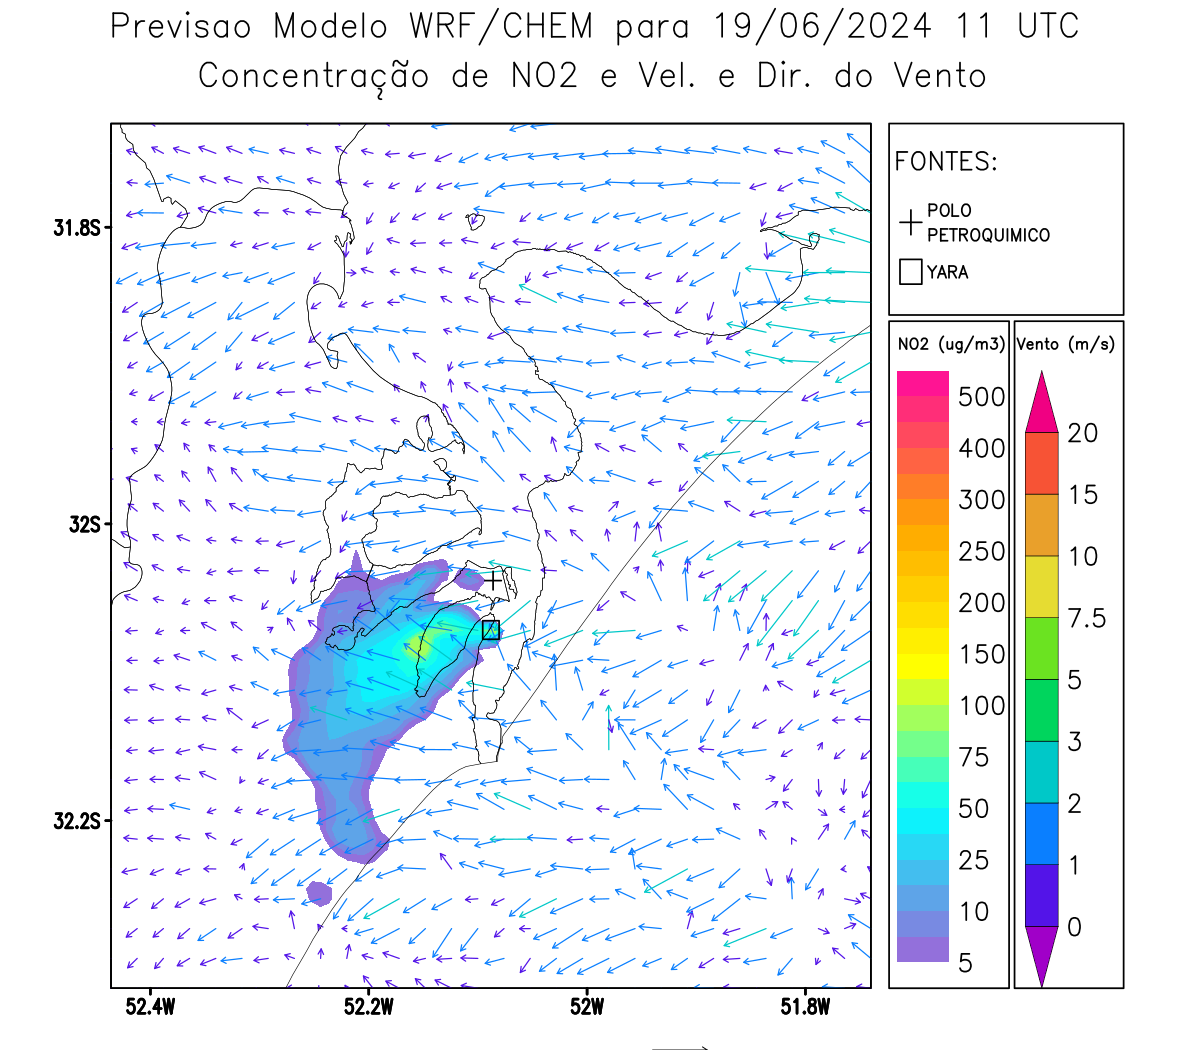 Previsao Modelo WRF/CHEM para 19/06/2024 11 UTC
Concentração de NO2 e Vel. e Dir. do Vento
FONTES:
POLO
PETROQUIMICO
YARA
NO2 (ug/m3)
500
400
300
250
200
150
100
75
50
25
10
5
Vento (m/s)
20
15
10
7.5
5
3
2
1
0
31.8S
32S
32.2S
52.4W
52.2W
52W
51.8W